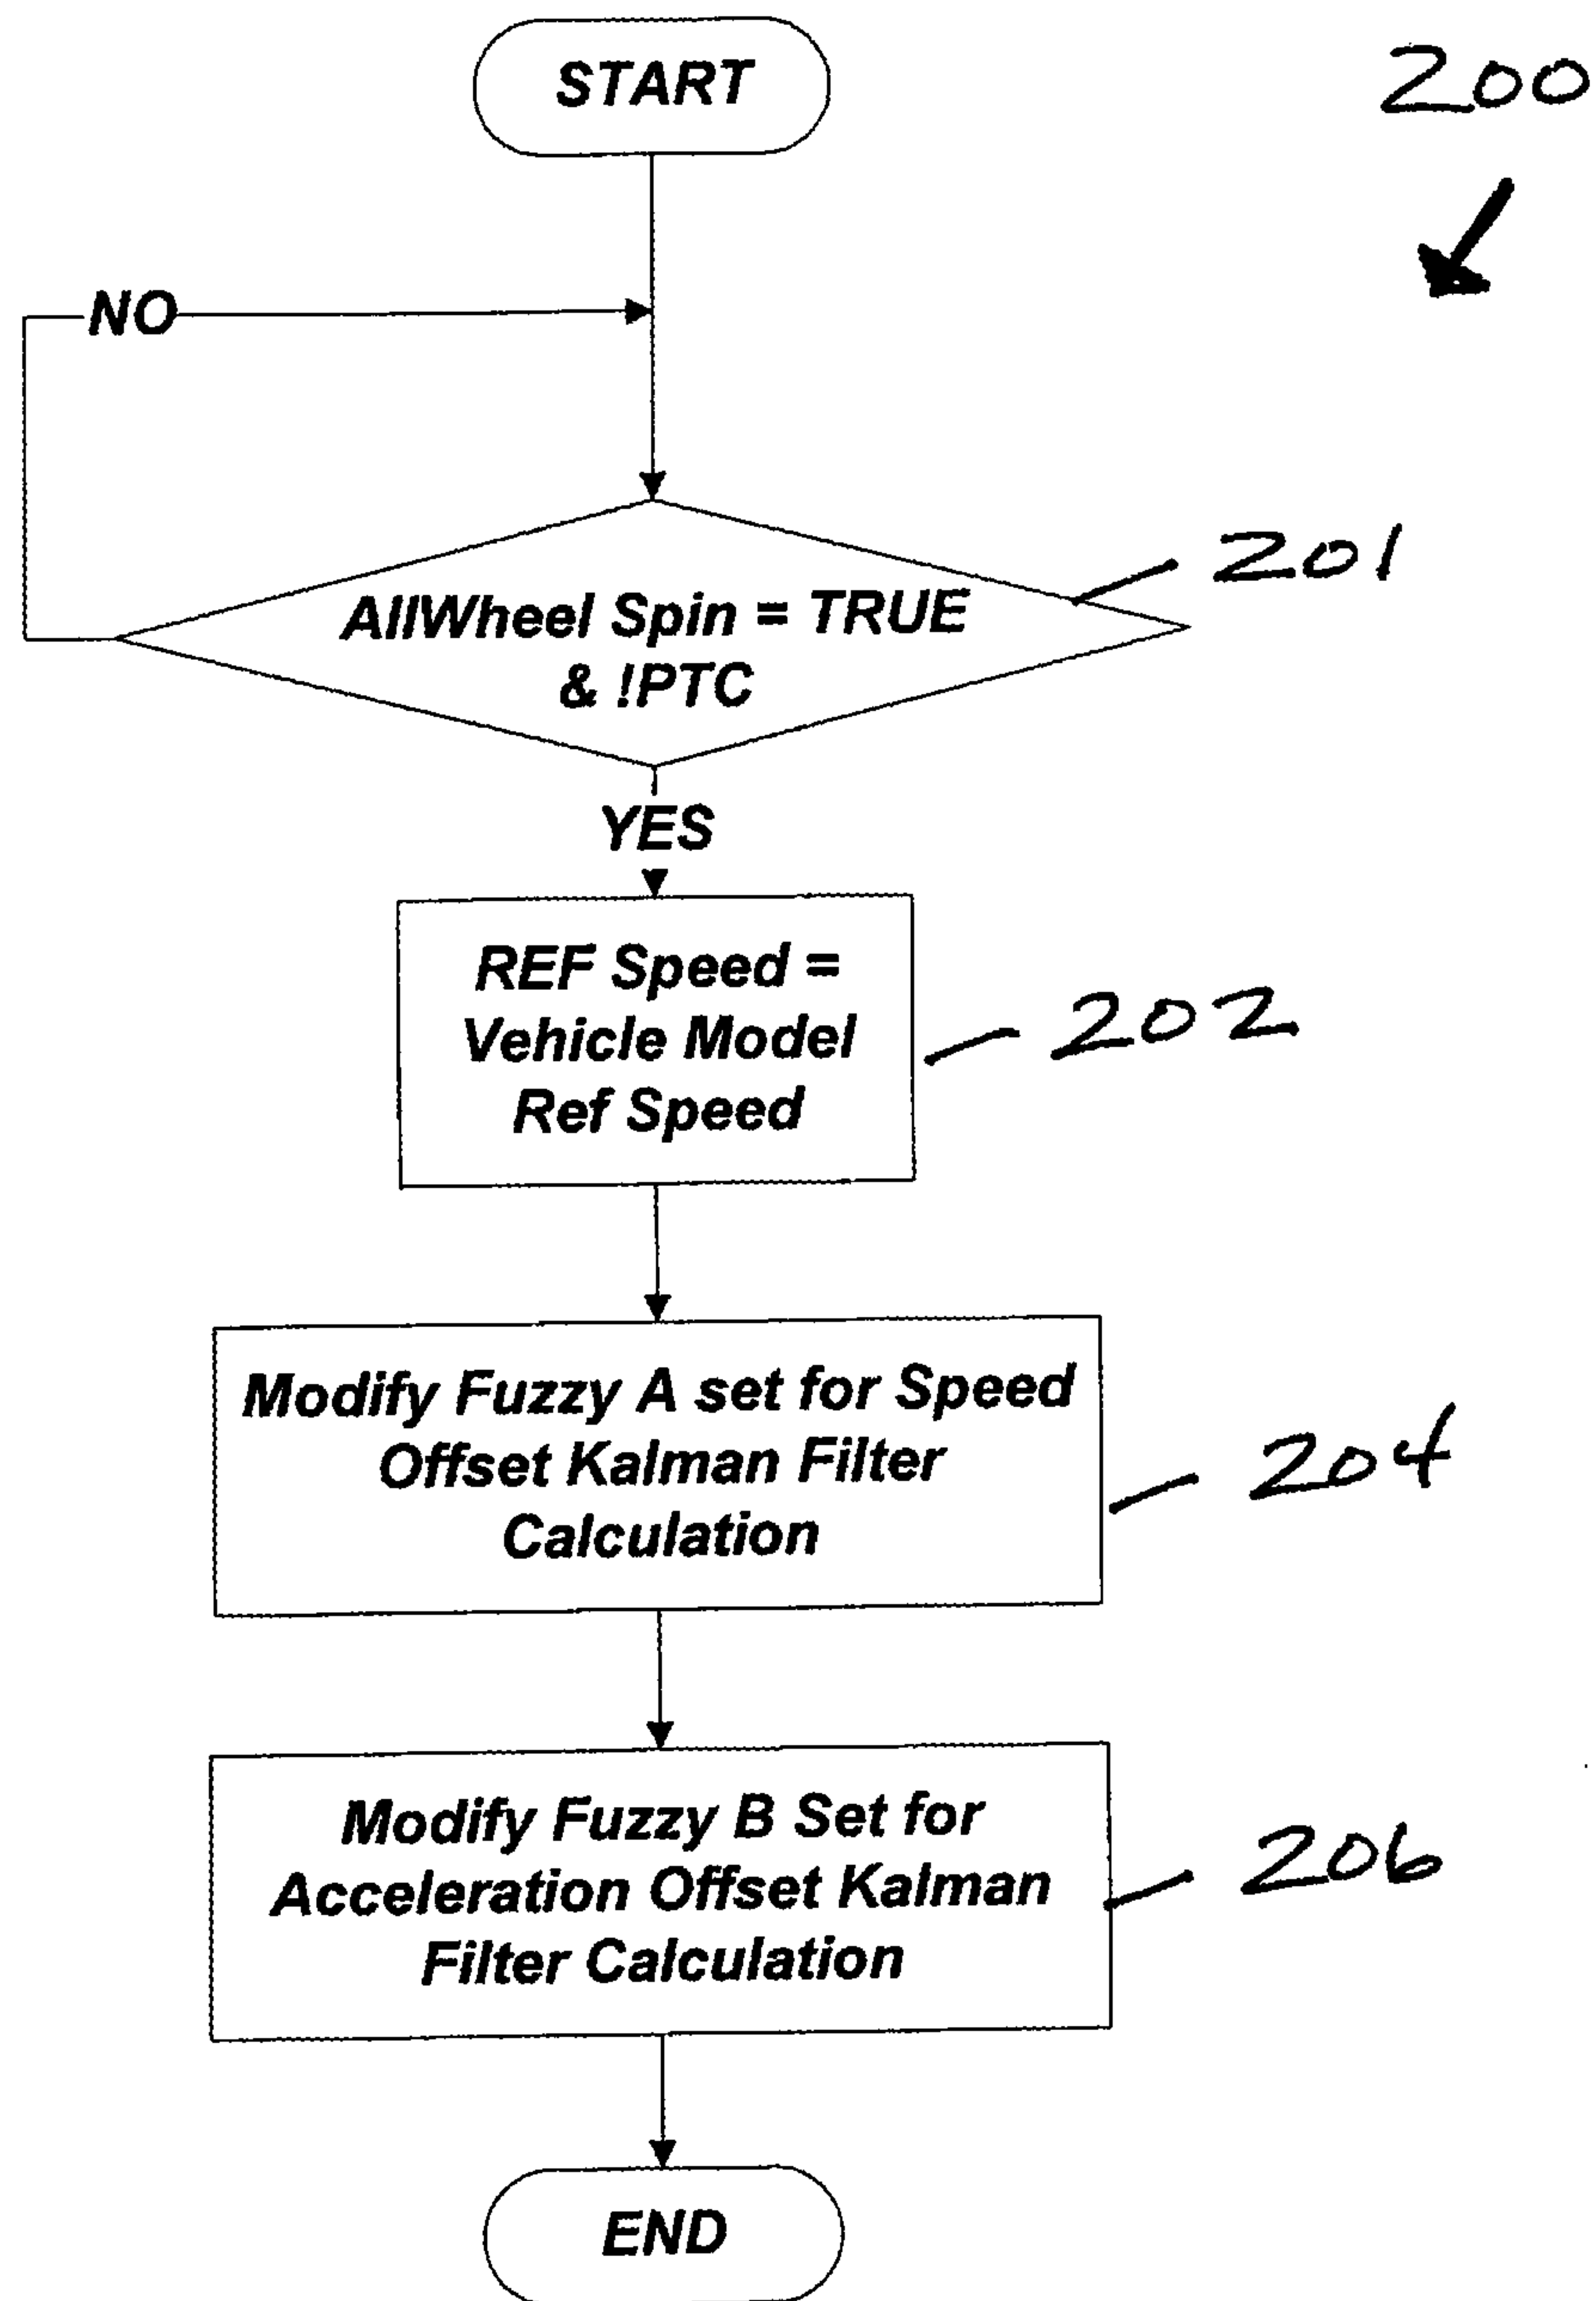 START
200
NO
201
AllWheel Spin = TRUE
& !PTC
YES
REF Speed =
Vehicle Model
Ref Speed
202
Modify Fuzzy A set for Speed
Offset Kalman Filter
Calculation
204
Modify Fuzzy B Set for
Acceleration Offset Kalman
Filter Calculation
206
END